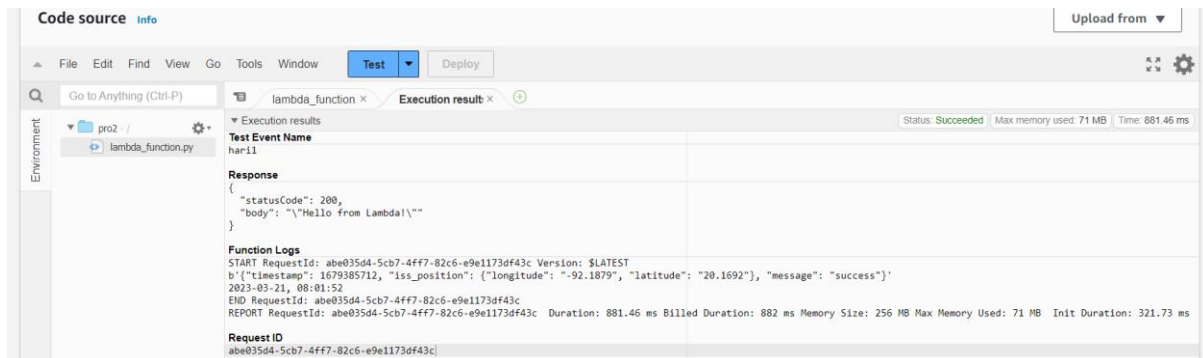 Code source Info
Upload from
File Edit Find View Go Tools Window Test Deploy
Go to Anything (Ctrl-P)
lambda_function × Execution result ×
Environment
pro2 - /
lambda_function.py
Execution results
Status: Succeeded Max memory used: 71 MB Time: 881.46 ms
Test Event Name
hari1
Response
{
"statusCode": 200,
"body": "\"Hello from Lambda!\""
}
Function Logs
START RequestId: abe035d4-5cb7-4ff7-82c6-e9e1173df43c Version: $LATEST
b'{"timestamp": 1679385712, "iss_position": {"longitude": "-92.1879", "latitude": "20.1692"}, "message": "success"}'
2023-03-21, 08:01:52
END RequestId: abe035d4-5cb7-4ff7-82c6-e9e1173df43c
REPORT RequestId: abe035d4-5cb7-4ff7-82c6-e9e1173df43c Duration: 881.46 ms Billed Duration: 882 ms Memory Size: 256 MB Max Memory Used: 71 MB Init Duration: 321.73 ms
Request ID
abe035d4-5cb7-4ff7-82c6-e9e1173df43c